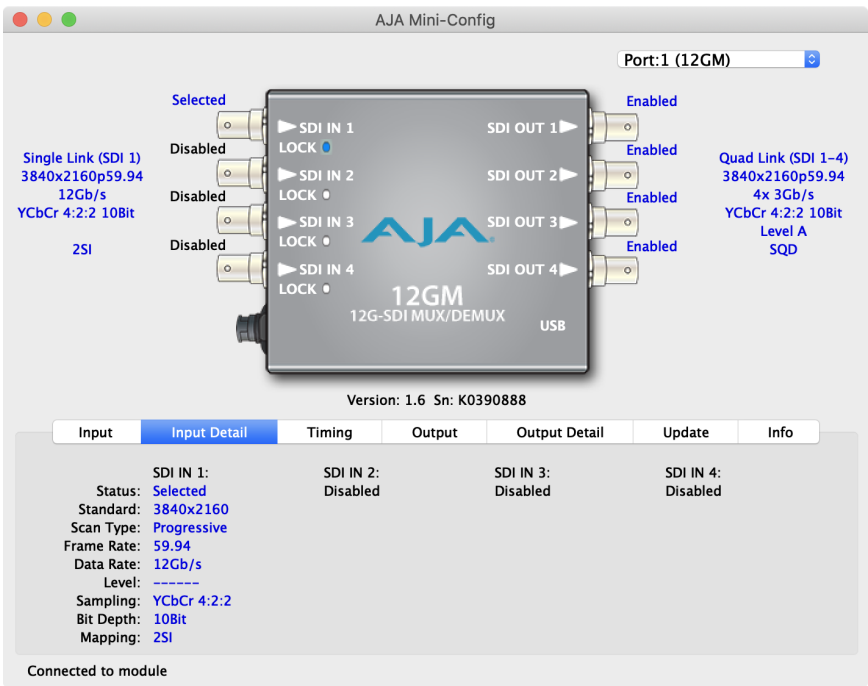 AJA Mini-Config
Port:1 (12GM)
Selected
Enabled
SDI IN 1
SDI OUT 1
LOCK
Disabled
Enabled
Single Link (SDI 1)
3840x2160p59.94
12Gb/s
YCbCr 4:2:2 10Bit
2SI
SDI IN 2
SDI OUT 2
LOCK
Quad Link (SDI 1-4)
3840x2160p59.94
4x 3Gb/s
YCbCr 4:2:2 10Bit
Level A
SQD
Disabled
Enabled
SDI IN 3
SDI OUT 3
LOCK
AJA
Disabled
Enabled
SDI IN 4
SDI OUT 4
LOCK
12GM
12G-SDI MUX/DEMUX
USB
Version: 1.6 Sn: K0390888
Input Input Detail Timing Output Output Detail Update Info
SDI IN 1: SDI IN 2: SDI IN 3: SDI IN 4:
Status: Selected Disabled Disabled Disabled
Standard: 3840x2160
Scan Type: Progressive
Frame Rate: 59.94
Data Rate: 12Gb/s
Level: ------
Sampling: YCbCr 4:2:2
Bit Depth: 10Bit
Mapping: 2SI
Connected to module